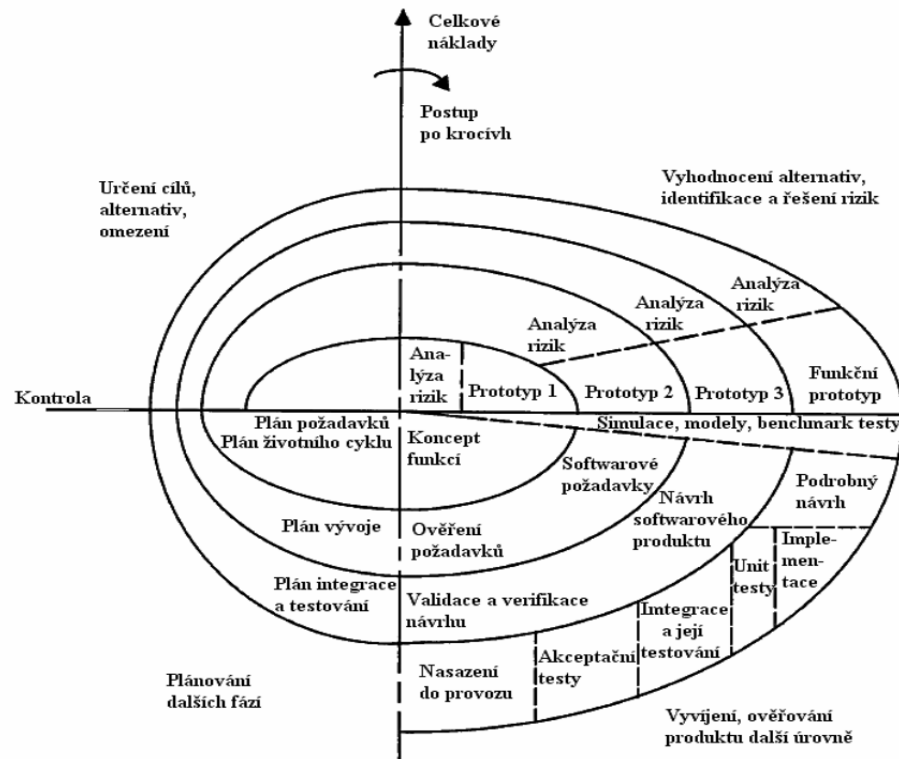 Celkové
náklady
Postup
po krocívh
Určení cílů,
alternativ,
omezení
Vyhodnocení alternativ,
identifikace a řešení rizik
Analýza
rizik
Analýza
rizik
Analýza
rizik
Ana-
lýza
rizik
Prototyp 1
Prototyp 2
Prototyp 3
Funkční
prototyp
Kontrola
Plán požadavků
Plán životního cyklu
Koncept
funkcí
Simulace, modely, benchmark testy
Softwarové
požadavky
Návrh
softwarového
produktu
Podrobný
návrh
Plán vývoje
Ověření
požadavků
Unit
testy
Imple-
men-
tace
Plán integrace
a testování
Validace a verifikace
návrhu
Imtegrace
a její
testování
Akceptační
testy
Nasazení
do provozu
Plánování
dalších fází
Vyvíjení, ověřování
produktu další úrovně